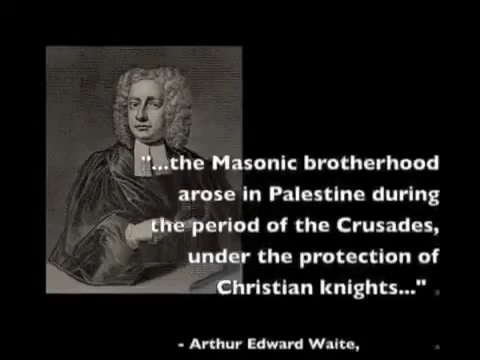 "...the Masonic brotherhood
arose in Palestine during
the period of the Crusades,
under the protection of
Christian knights..."
- Arthur Edward Waite,